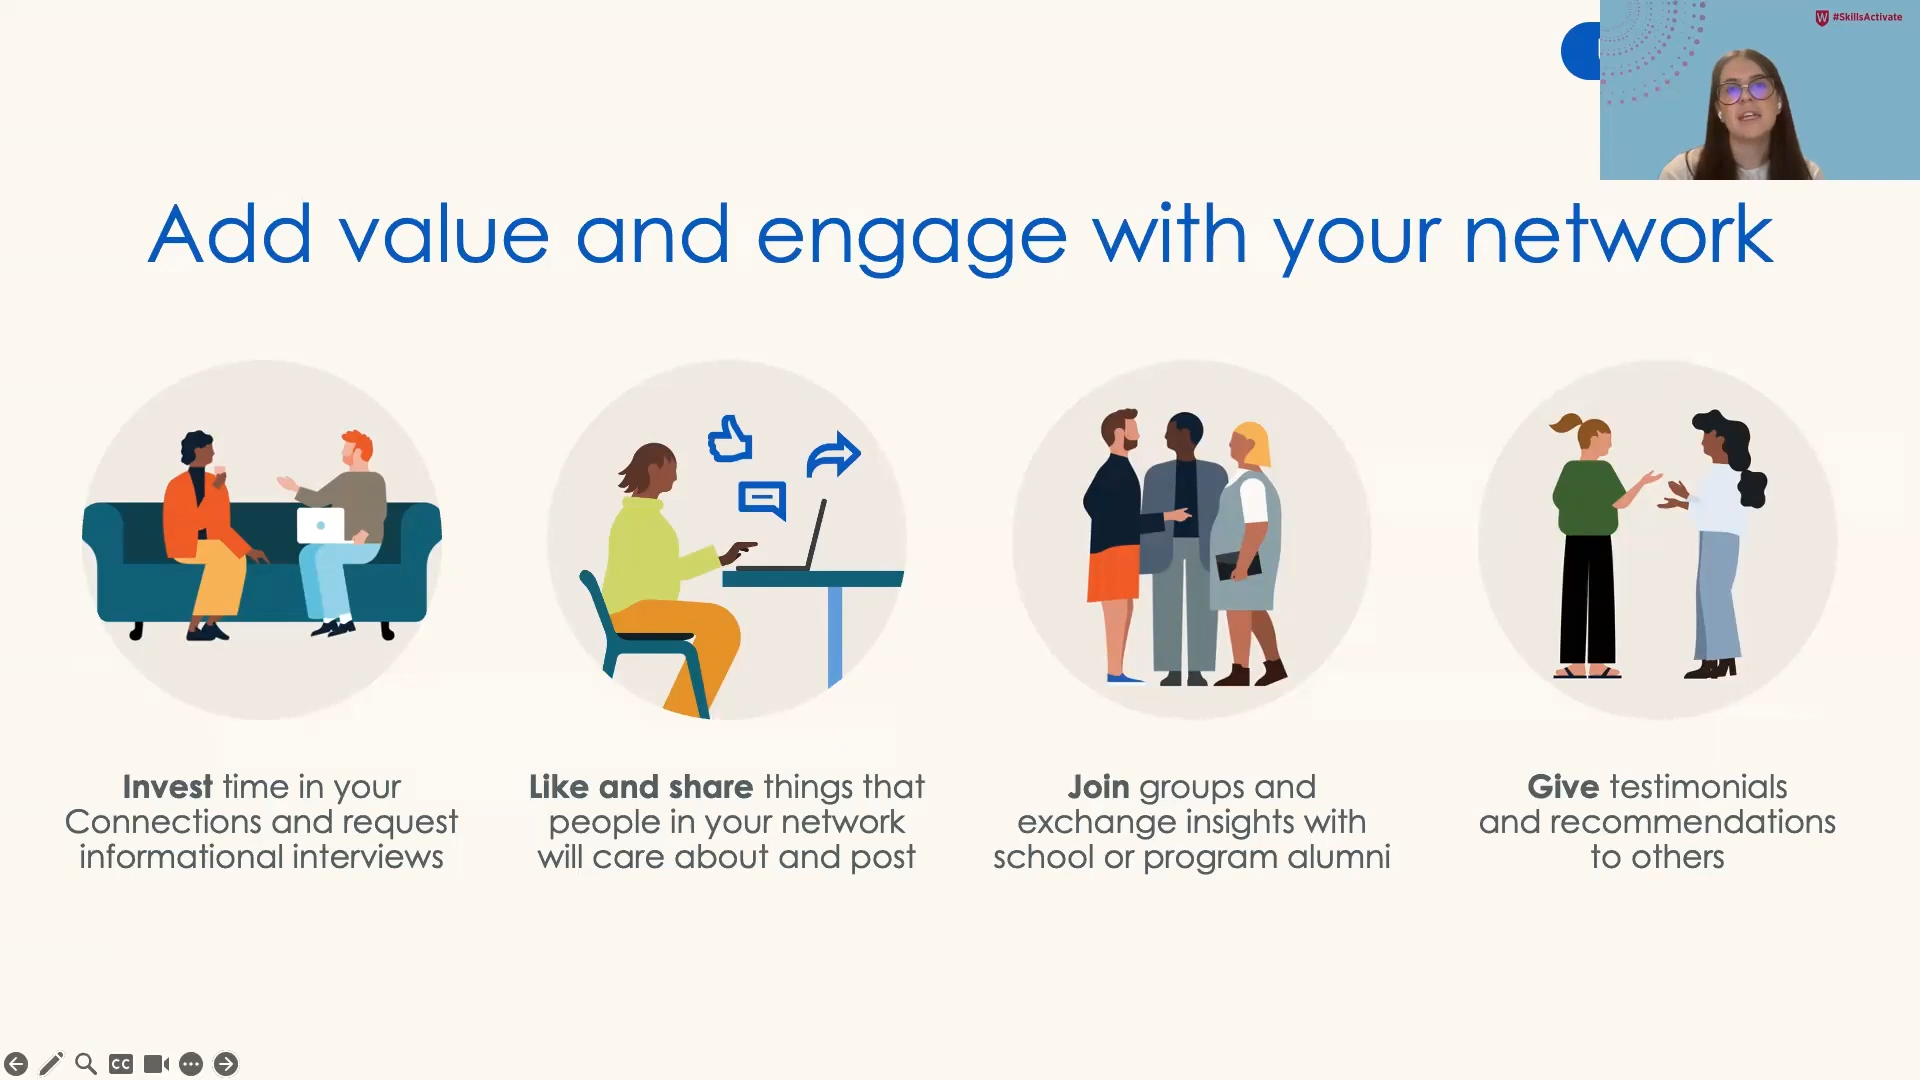 #SkillsActivate
Add value and engage with your network
Invest time in your
Connections and request
informational interviews
Like and share things that
people in your network
will care about and post
Join groups and
exchange insights with
school or program alumni
Give testimonials
and recommendations
to others
CC